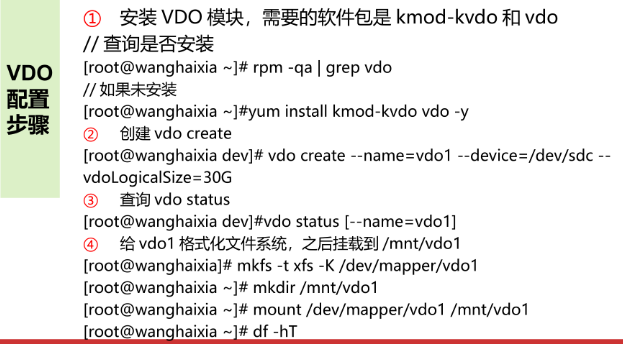 VDO
配置
步骤
① 安装 VDO 模块，需要的软件包是 kmod-kvdo 和 vdo
// 查询是否安装
[root@wanghaixia ~]# rpm -qa | grep vdo
// 如果未安装
[root@wanghaixia ~]#yum install kmod-kvdo vdo -y
② 创建 vdo create
[root@wanghaixia dev]# vdo create --name=vdo1 --device=/dev/sdc --
vdoLogicalSize=30G
③ 查询 vdo status
[root@wanghaixia dev]#vdo status [--name=vdo1]
④ 给 vdo1 格式化文件系统，之后挂载到 /mnt/vdo1
[root@wanghaixia]# mkfs -t xfs -K /dev/mapper/vdo1
[root@wanghaixia ~]# mkdir /mnt/vdo1
[root@wanghaixia ~]# mount /dev/mapper/vdo1 /mnt/vdo1
[root@wanghaixia ~]# df -hT